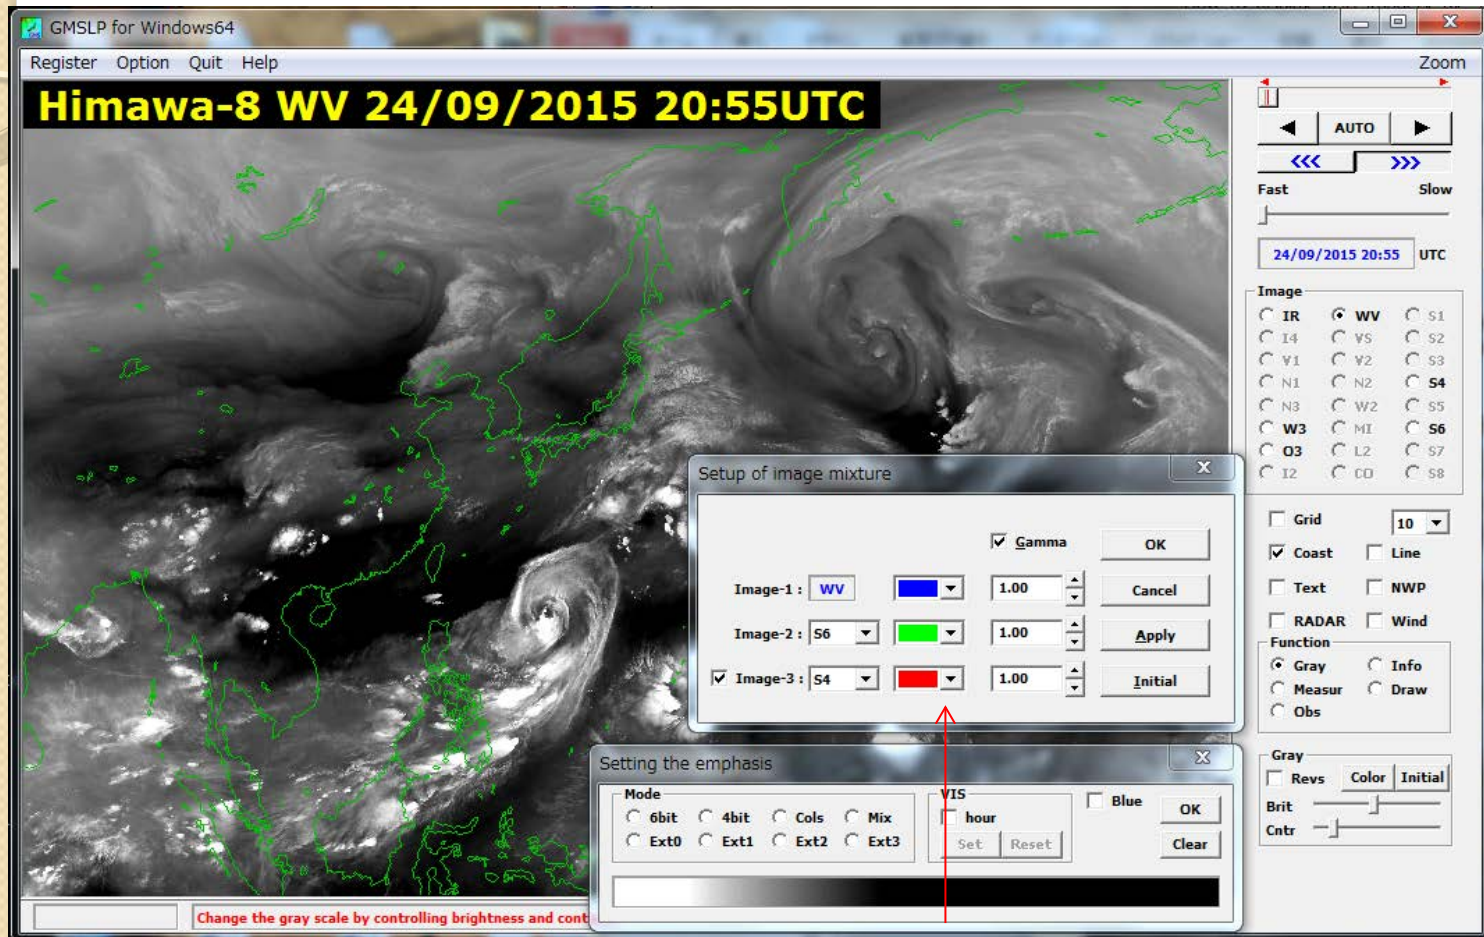 GMSLP for Windows64
Register Option Quit Help Zoom
Himawa-8 WV 24/09/2015 20:55UTC
AUTO
<<< >>>
Fast Slow
24/09/2015 20:55 UTC
Image
IR WV S1
I4 VS S2
V1 V2 S3
N1 N2 S4
N3 W2 S5
W3 MI S6
O3 L2 S7
I2 CO S8
Grid 10
Coast Line
Text NWP
RADAR Wind
Function
Gray Info
Measur Draw
Obs
Gray
Revs Color Initial
Brit
Cntr
Setup of image mixture
Gamma OK
Image-1 : WV 1.00 Cancel
Image-2 : S6 1.00 Apply
Image-3 : S4 1.00 Initial
Setting the emphasis
Mode VIS Blue OK
6bit 4bit Cols Mix hour
Ext0 Ext1 Ext2 Ext3 Set Reset Clear
Change the gray scale by controlling brightness and cont